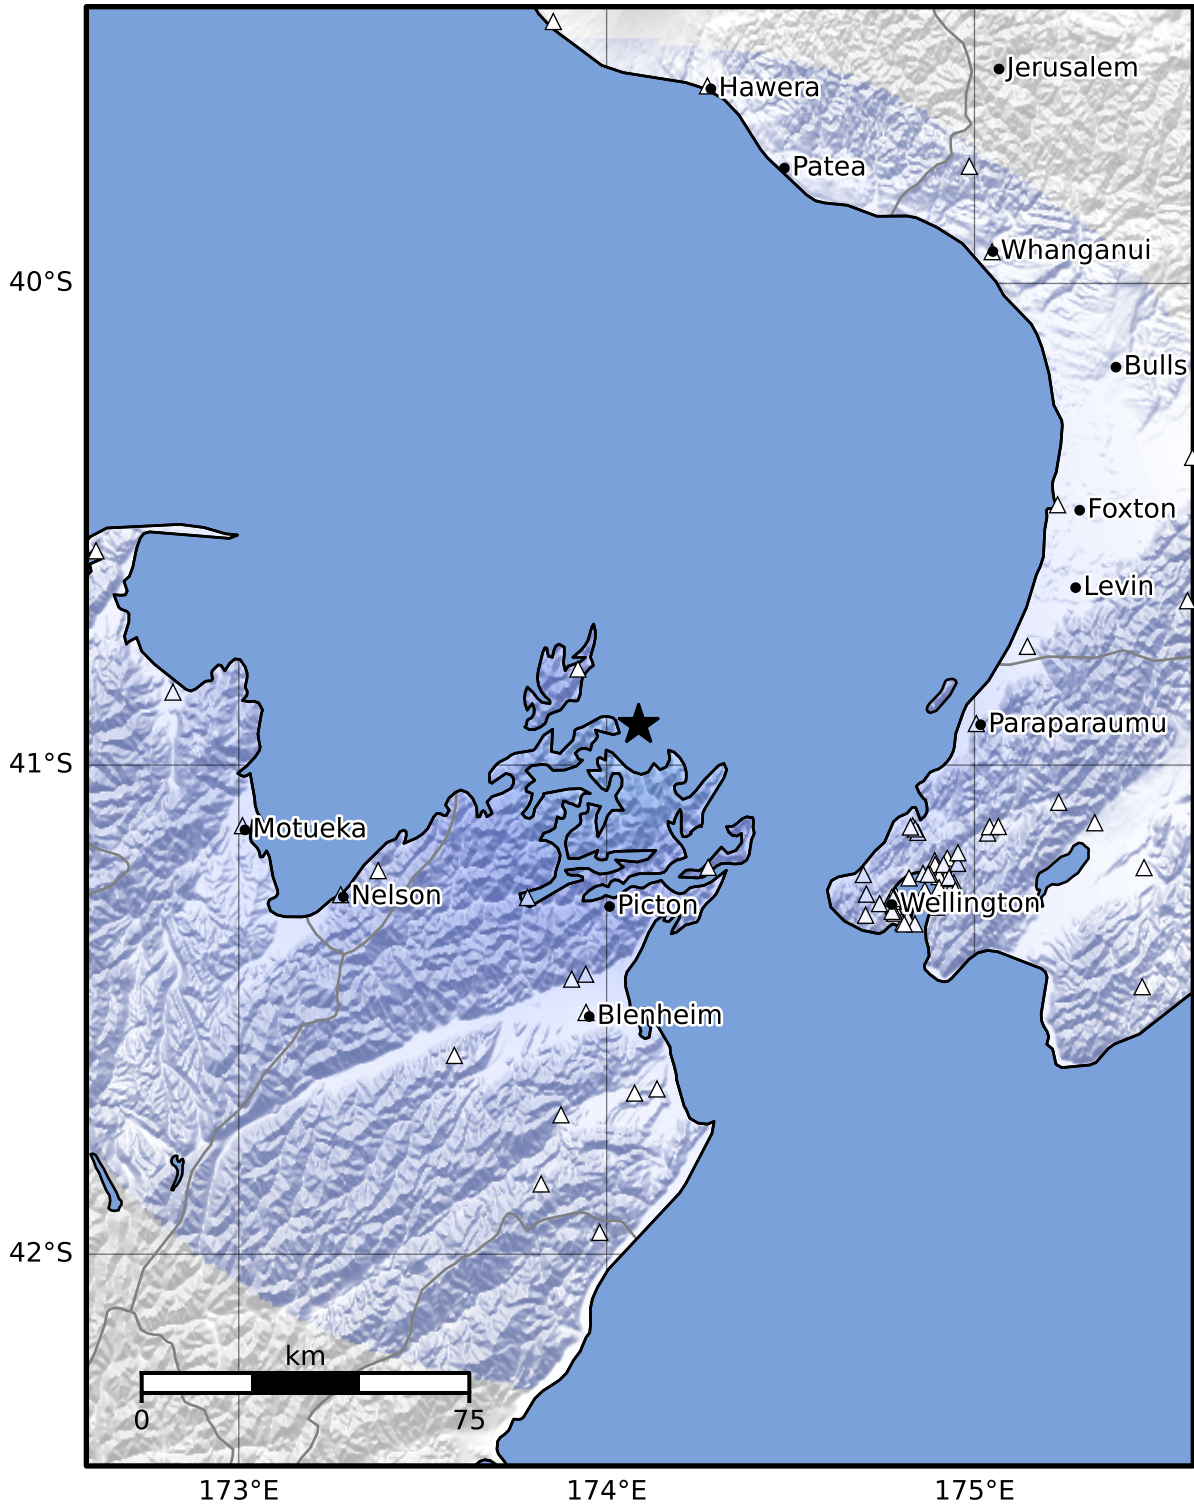 Jerusalem
Hawera
Patea
Whanganui
40°S
Bulls
Foxton
Levin
Paraparaumu
41°S
Motueka
Nelson
Picton
Wellington
Blenheim
42°S
km
0
75
173°E
174°E
175°E